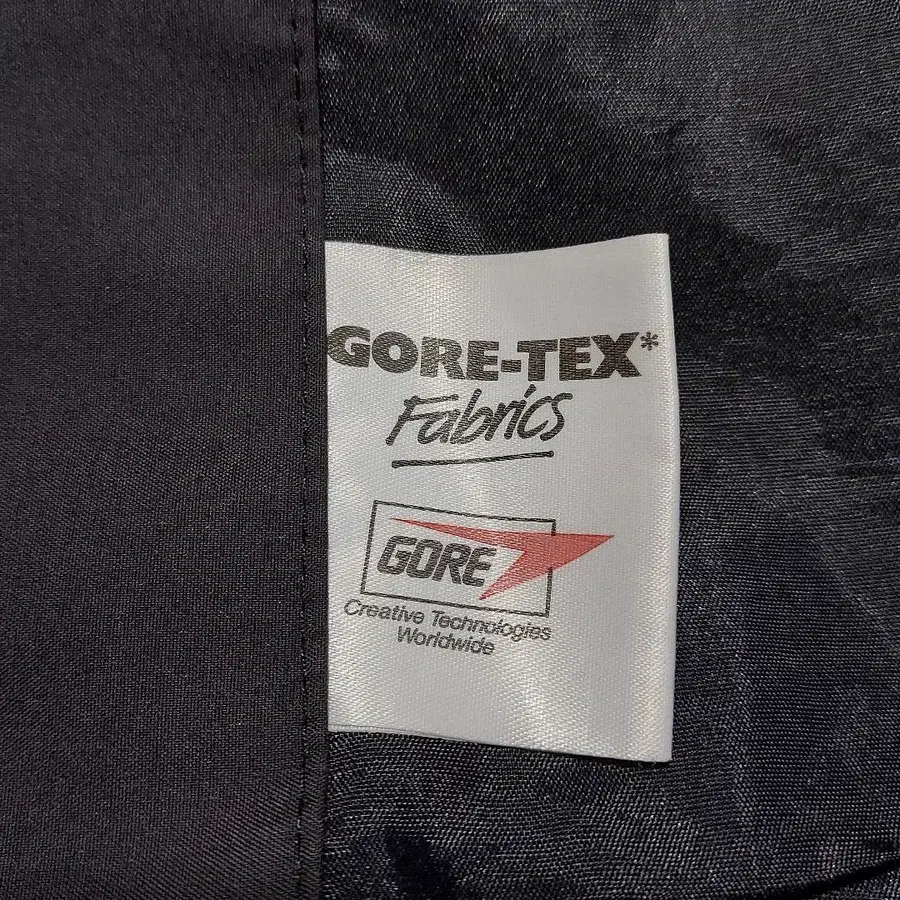 GORE-TEX*
Fabrics
GORE
Creative Technologies
Worldwide